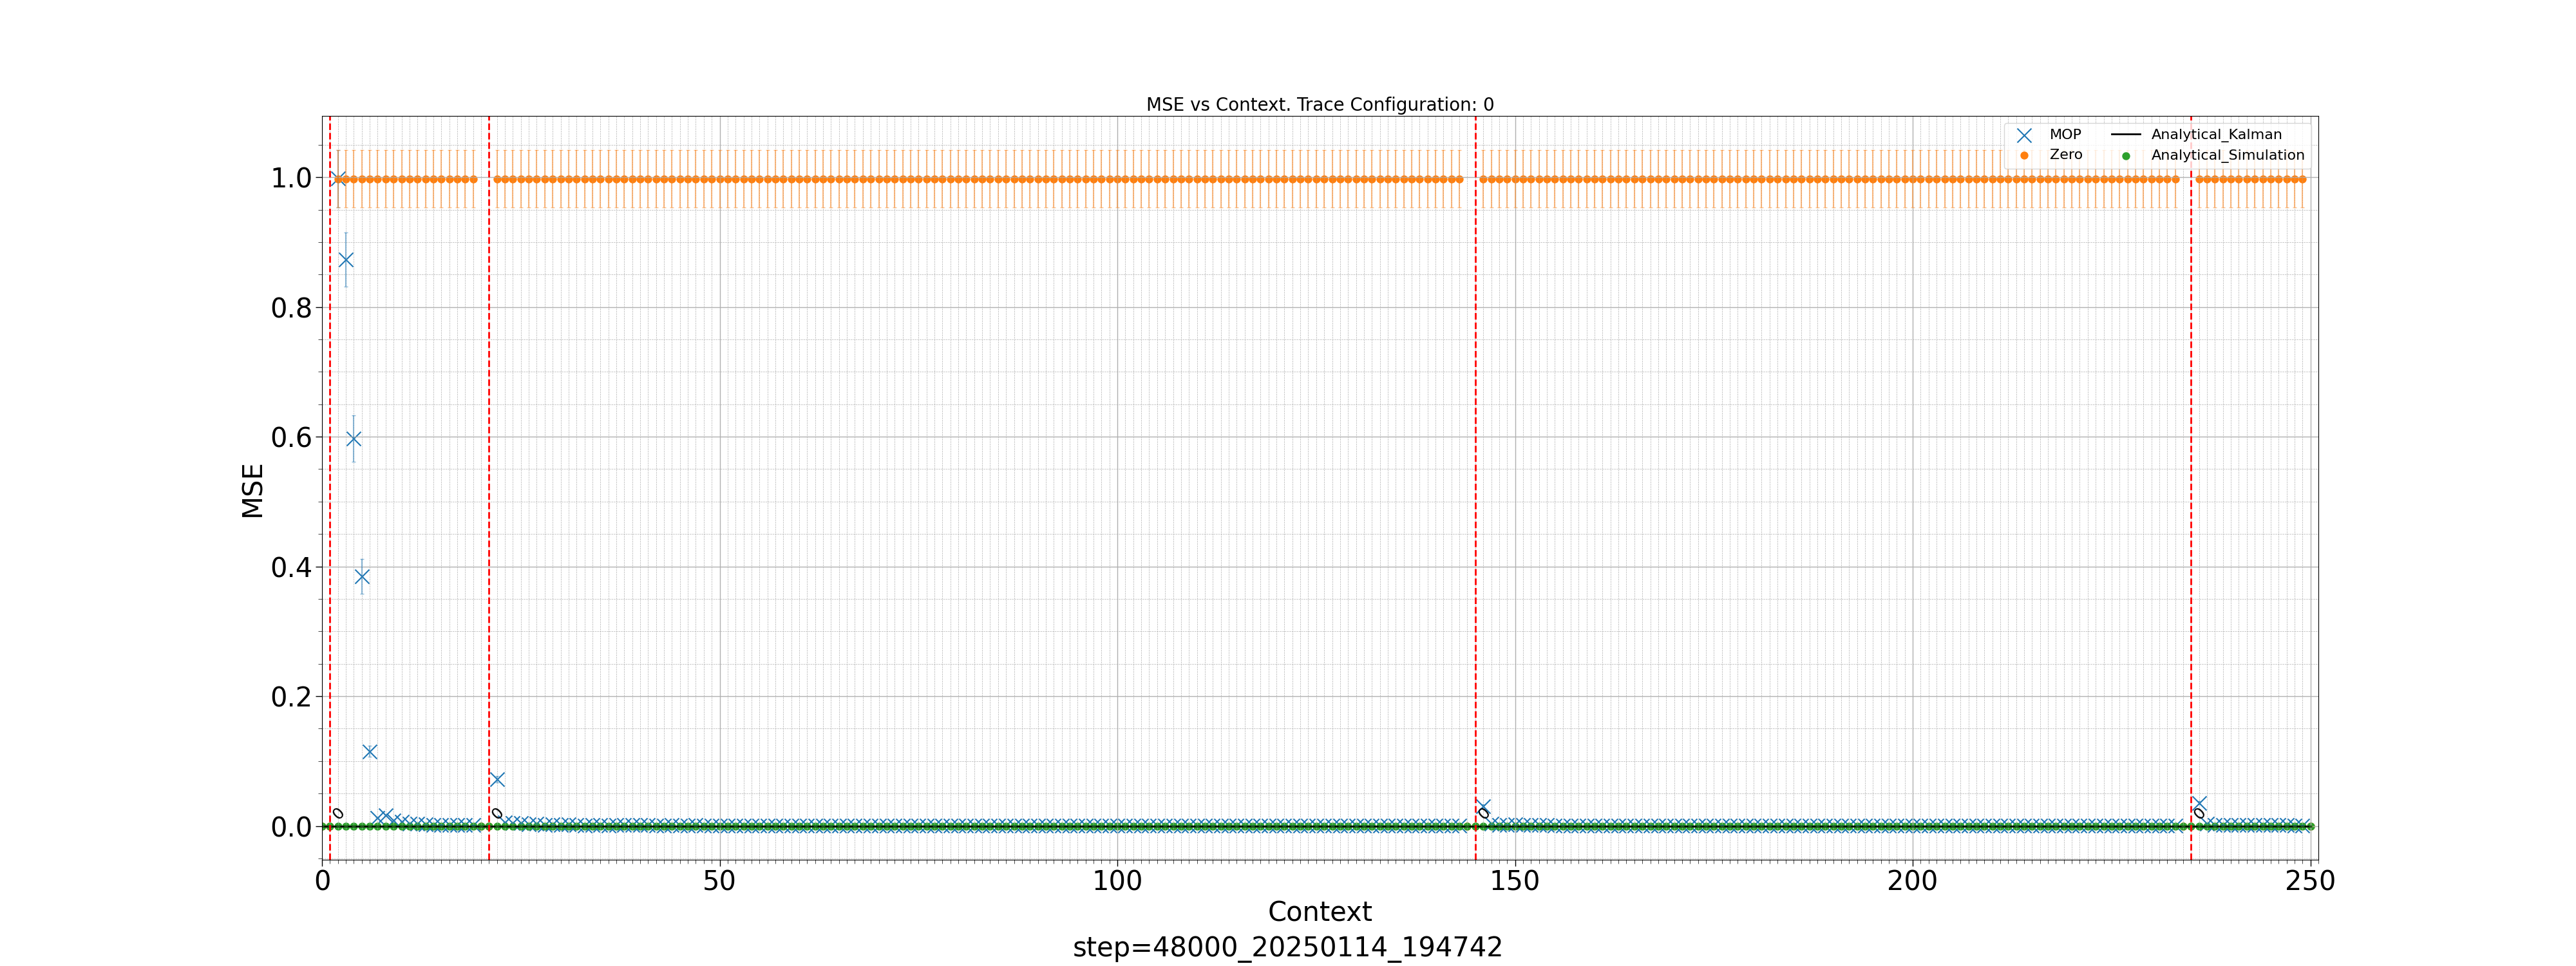 MSE vs Context. Trace Configuration: 0
MOP
Zero
Analytical_Kalman
Analytical_Simulation
MSE
1.0
0.8
0.6
0.4
0.2
0.0
0
0
0
0
0
50
100
150
200
250
Context
step=48000_20250114_194742